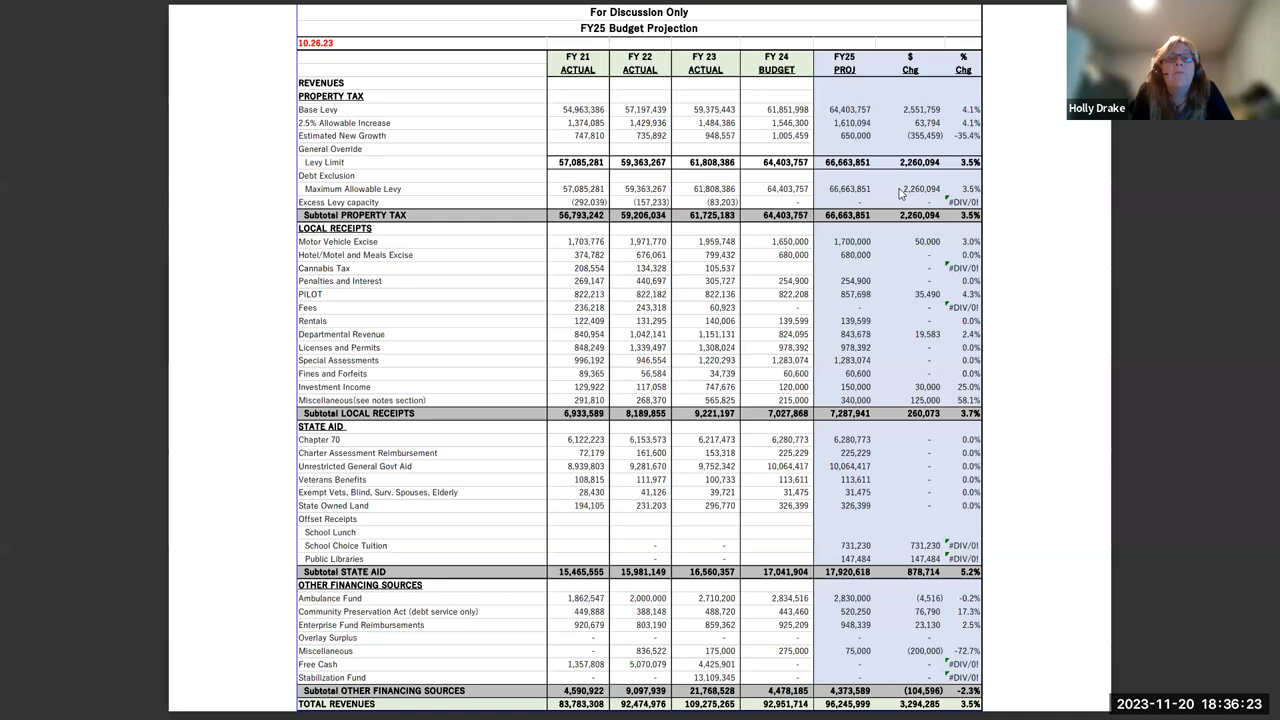 For Discussion Only
FY25 Budget Projection
10.26.23
FY 21 FY 22 FY 23 FY 24 FY25 $ %
ACTUAL ACTUAL ACTUAL BUDGET PROJ Chg Chg
REVENUES
PROPERTY TAX
Base Levy 54,963,386 57,197,439 59,375,443 61,851,998 64,403,757 2,551,759 4.1%
2.5% Allowable Increase 1,374,085 1,429,936 1,484,386 1,546,300 1,610,094 63,794 4.1%
Estimated New Growth 747,810 735,892 948,557 1,005,459 650,000 (355,459) -35.4%
General Override
Levy Limit 57,085,281 59,363,267 61,808,386 64,403,757 66,663,851 2,260,094 3.5%
Debt Exclusion
Maximum Allowable Levy 57,085,281 59,363,267 61,808,386 64,403,757 66,663,851 2,260,094 3.5%
Excess Levy capacity (292,039) (157,233) (83,203) - - - #DIV/0!
Subtotal PROPERTY TAX 56,793,242 59,206,034 61,725,183 64,403,757 66,663,851 2,260,094 3.5%
LOCAL RECEIPTS
Motor Vehicle Excise 1,703,776 1,971,770 1,959,748 1,650,000 1,700,000 50,000 3.0%
Hotel/Motel and Meals Excise 374,782 676,061 799,432 680,000 680,000 - 0.0%
Cannabis Tax 208,554 134,328 105,537 - #DIV/0!
Penalties and Interest 269,147 440,697 305,727 254,900 254,900 - 0.0%
PILOT 822,213 822,182 822,136 822,208 857,698 35,490 4.3%
Fees 236,218 243,318 60,923 - - - #DIV/0!
Rentals 122,409 131,295 140,006 139,599 139,599 - 0.0%
Departmental Revenue 840,954 1,042,141 1,151,131 824,095 843,678 19,583 2.4%
Licenses and Permits 848,249 1,339,497 1,308,024 978,392 978,392 - 0.0%
Special Assessments 996,192 946,554 1,220,293 1,283,074 1,283,074 - 0.0%
Fines and Forfeits 89,365 56,584 34,739 60,600 60,600 - 0.0%
Investment Income 129,922 117,058 747,676 120,000 150,000 30,000 25.0%
Miscellaneous(see notes section) 291,810 268,370 565,825 215,000 340,000 125,000 58.1%
Subtotal LOCAL RECEIPTS 6,933,589 8,189,855 9,221,197 7,027,868 7,287,941 260,073 3.7%
STATE AID
Chapter 70 6,122,223 6,153,573 6,217,473 6,280,773 6,280,773 - 0.0%
Charter Assessment Reimbursement 72,179 161,600 153,318 225,229 225,229 - 0.0%
Unrestricted General Govt Aid 8,939,803 9,281,670 9,752,342 10,064,417 10,064,417 - 0.0%
Veterans Benefits 108,815 111,977 100,733 113,611 113,611 - 0.0%
Exempt Vets, Blind, Surv. Spouses, Elderly 28,430 41,126 39,721 31,475 31,475 - 0.0%
State Owned Land 194,105 231,203 296,770 326,399 326,399 - 0.0%
Offset Receipts
School Lunch
School Choice Tuition - - 731,230 731,230 #DIV/0!
Public Libraries - - 147,484 147,484 #DIV/0!
Subtotal STATE AID 15,465,555 15,981,149 16,560,357 17,041,904 17,920,618 878,714 5.2%
OTHER FINANCING SOURCES
Ambulance Fund 1,862,547 2,000,000 2,710,200 2,834,516 2,830,000 (4,516) -0.2%
Community Preservation Act (debt service only) 449,888 388,148 488,720 443,460 520,250 76,790 17.3%
Enterprise Fund Reimbursements 920,679 803,190 859,362 925,209 948,339 23,130 2.5%
Overlay Surplus - - - - - -
Miscellaneous - 836,522 175,000 275,000 75,000 (200,000) -72.7%
Free Cash 1,357,808 5,070,079 4,425,901 - - - #DIV/0!
Stabilization Fund - - 13,109,345 - - - #DIV/0!
Subtotal OTHER FINANCING SOURCES 4,590,922 9,097,939 21,768,528 4,478,185 4,373,589 (104,596) -2.3%
TOTAL REVENUES 83,783,308 92,474,976 109,275,265 92,951,714 96,245,999 3,294,285 3.5%
Holly Drake
2023-11-20 18:36:23